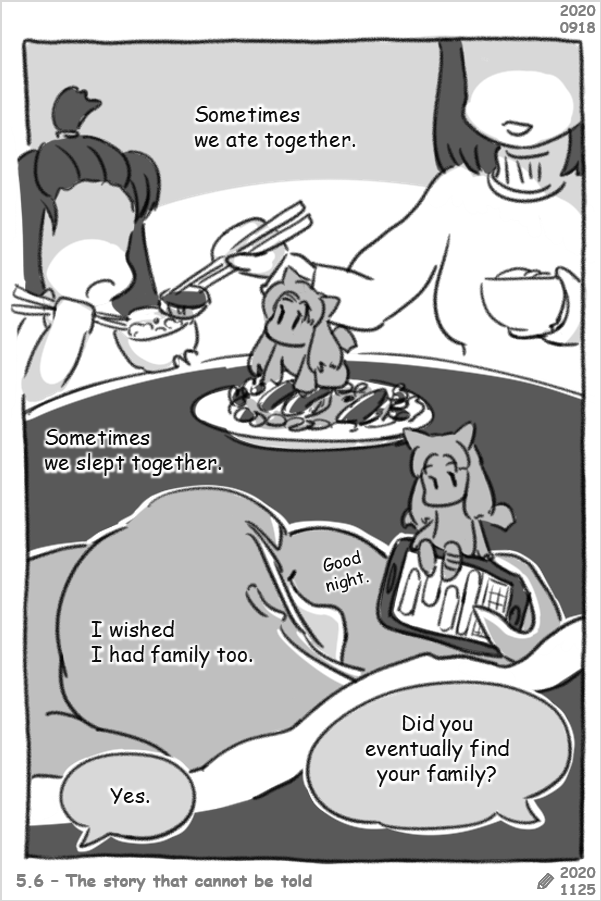 2020
0918
Sometimes
we ate together.
Sometimes
we slept together.
Good
night.
I wished
I had family too.
Did you
eventually find
your family?
Yes.
5.6 – The story that cannot be told
2020
1125